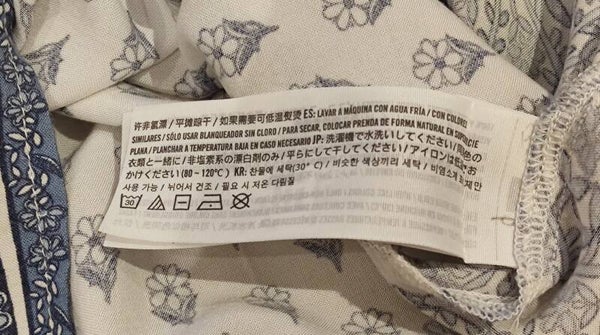 许非氯漂 / 平摊晾干 / 如果需要可低温熨烫 ES: LAVAR A MÁQUINA CON AGUA FRÍA / CON COLORES
SIMILARES / SÓLO USAR BLANQUEADOR SIN CLORO / PARA SECAR, COLOCAR PRENDA DE FORMA NATURAL EN SUPERFICIE
PLANA / PLANCHAR A TEMPERATURA BAJA EN CASO NECESARIO JP: 洗濯機で水洗いしてください / 同色の
衣類と一緒に / 非塩素系の漂白剤のみ / 平らにして干してください / アイロンは低温で
かけください (80 – 120°C) KR: 찬물에 세탁(30° C) / 비슷한 색상끼리 세탁 / 비염소계 표백제만
사용 가능 / 뉘어서 건조 / 필요 시 저온 다림질
30